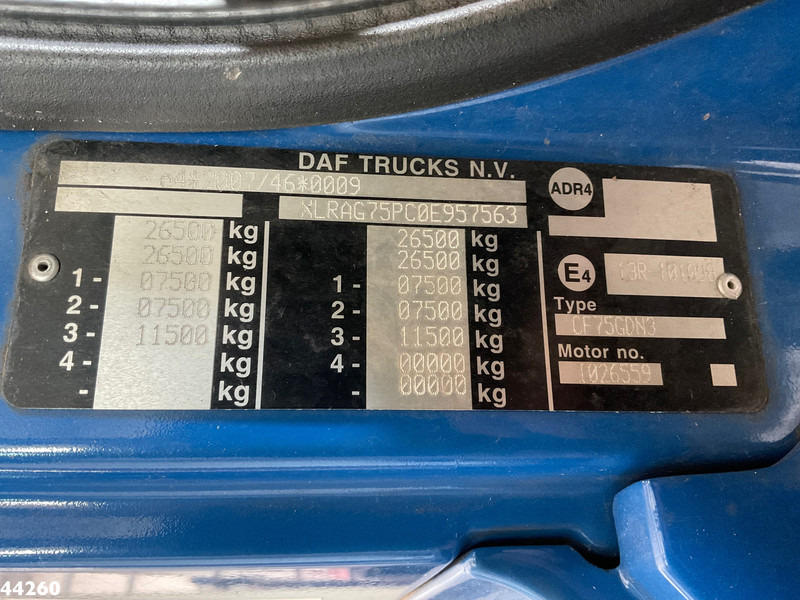 DAF TRUCKS N.V.
e4*2007/46*0009
XLRAG75PC0E957563
ADR4
26500 kg
26500 kg
1- 07500 kg
2- 07500 kg
3- 11500 kg
4- kg
- kg
26500 kg
26500 kg
1- 07500 kg
2- 07500 kg
3- 11500 kg
4- 00000 kg
- 00000 kg
E4
Type
CF75GDN3
Motor no.
1026559
44260